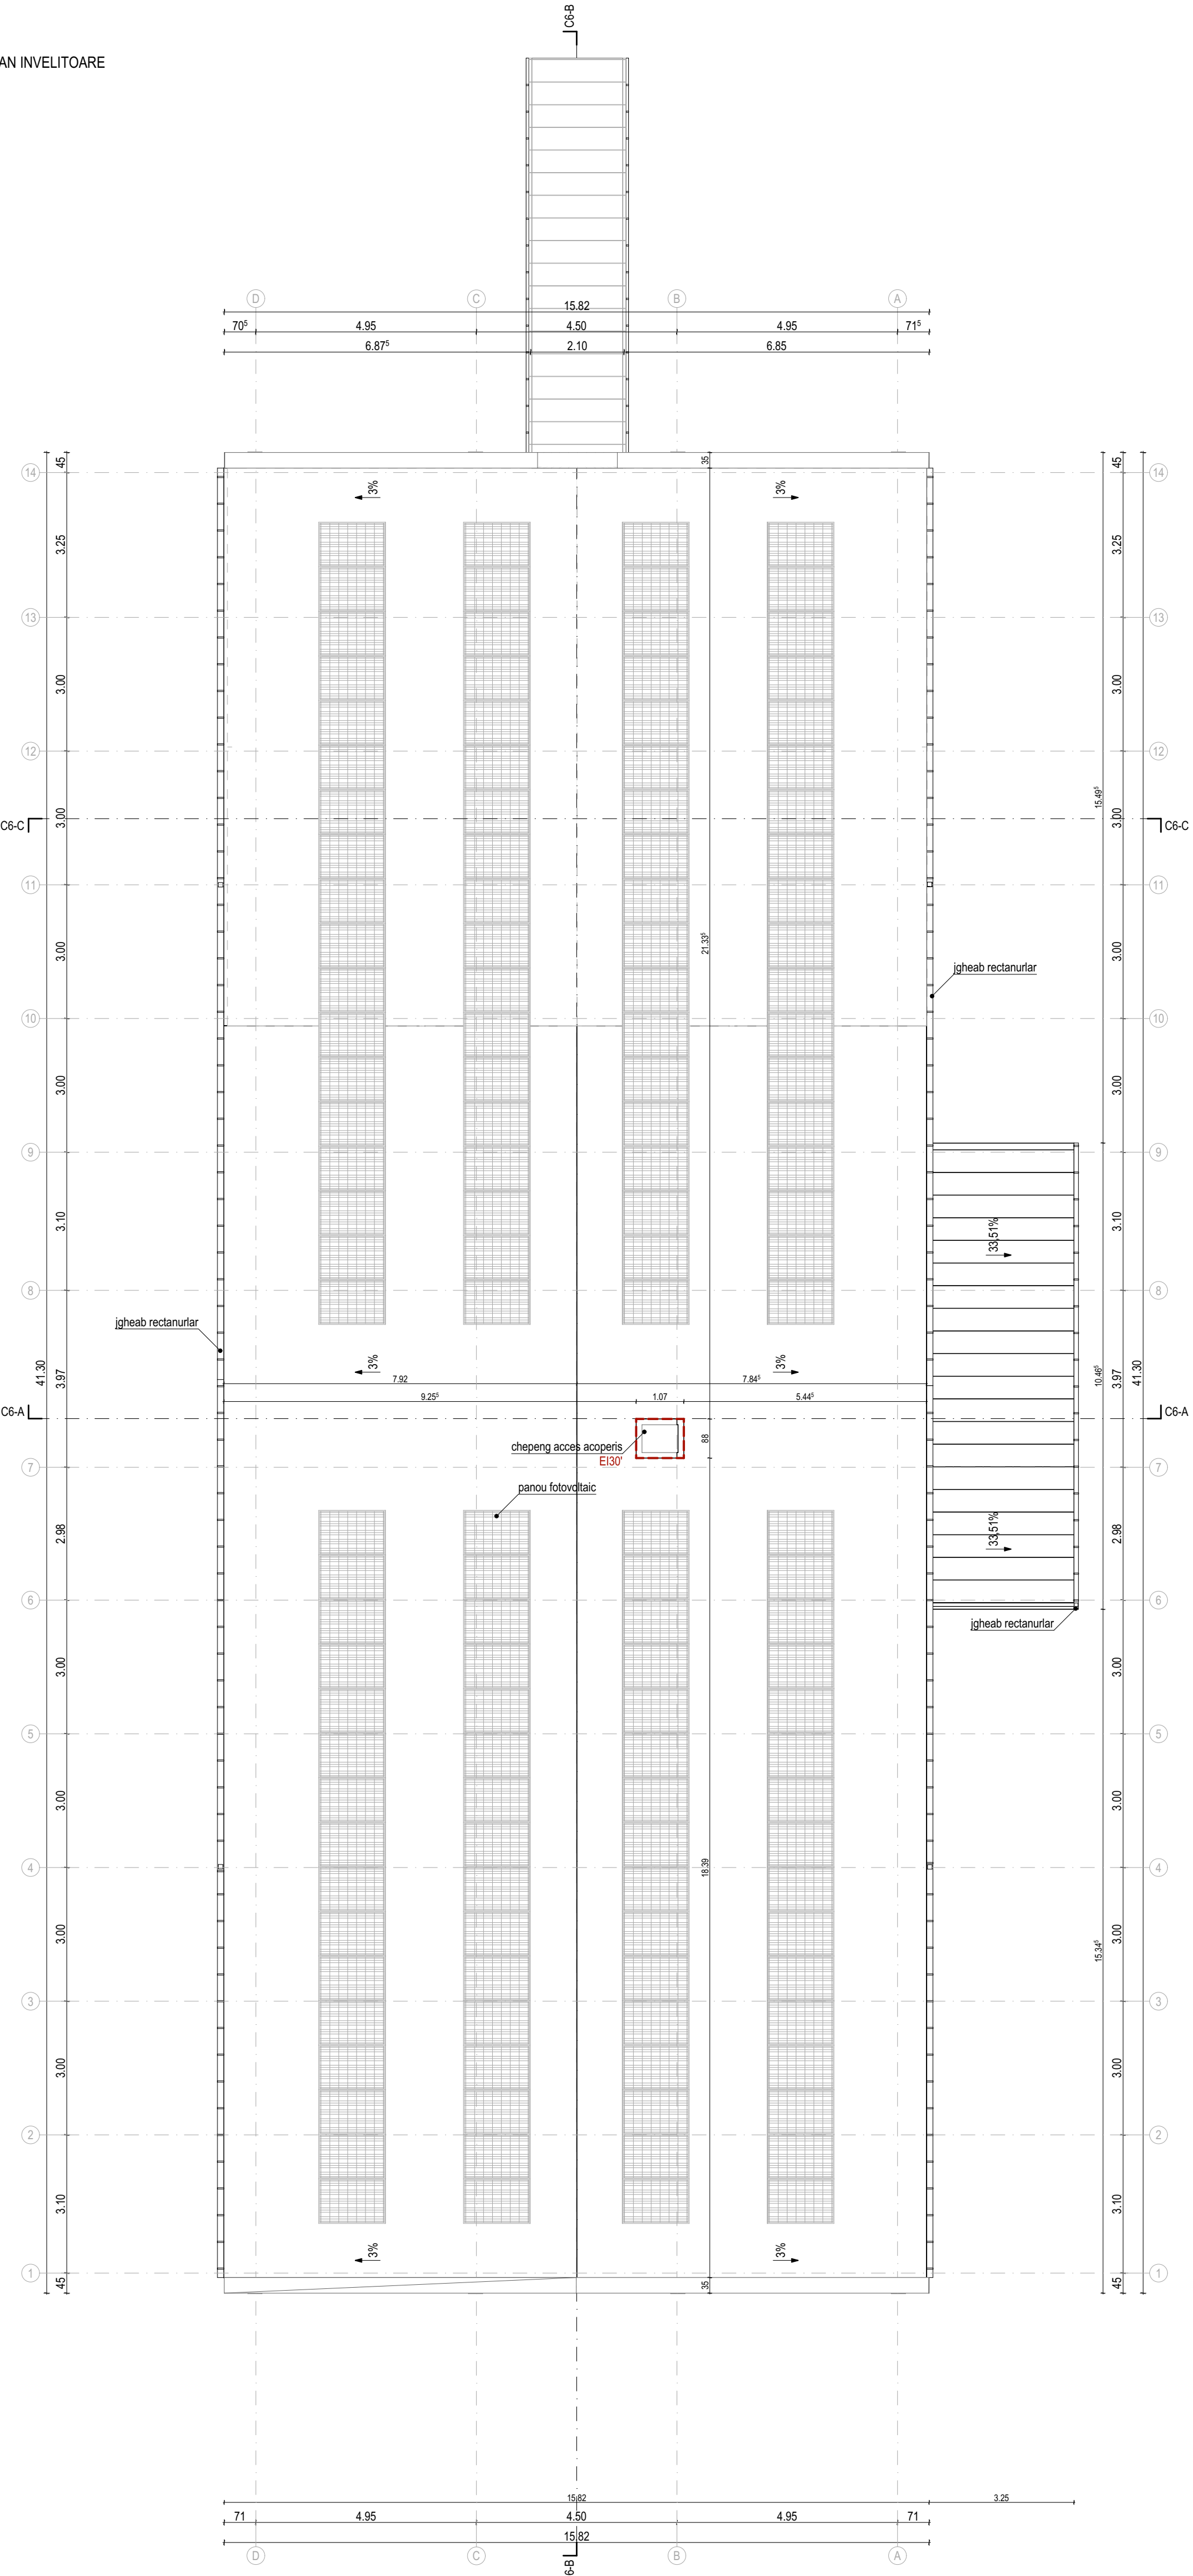 C6-B
AN INVELITOARE
D C B A
15.82
70⁵ 4.95 4.50 4.95 71⁵
6.87⁵ 2.10 6.85
45 35 45
14 14
3% 3%
3.25 3.25
13 13
3.00 3.00
12 12
15.49⁵
C6-C 3.00 3.00 C6-C
11 11
3.00 21.33⁵ 3.00
jgheab rectanurlar
10 10
3.00 3.00
9 9
3.10 3.10
33,51%
8 8
jgheab rectanurlar
3% 3%
41.30 3.97 7.92 7.84⁵ 10.46⁵ 3.97 41.30
9.25⁵ 1.07 5.44⁵
C6-A C6-A
chepeng acces acoperis 88
EI30'
7 7
panou fotovoltaic
2.98 33,51% 2.98
6 6
jgheab rectanurlar
3.00 3.00
5 5
3.00 3.00
4 18.39 4
3.00 15.34⁵ 3.00
3 3
3.00 3.00
2 2
3.10 3.10
3% 3%
1 1
45 35 45
15.82 3.25
71 4.95 4.50 4.95 71
15.82
D C B A
6-B